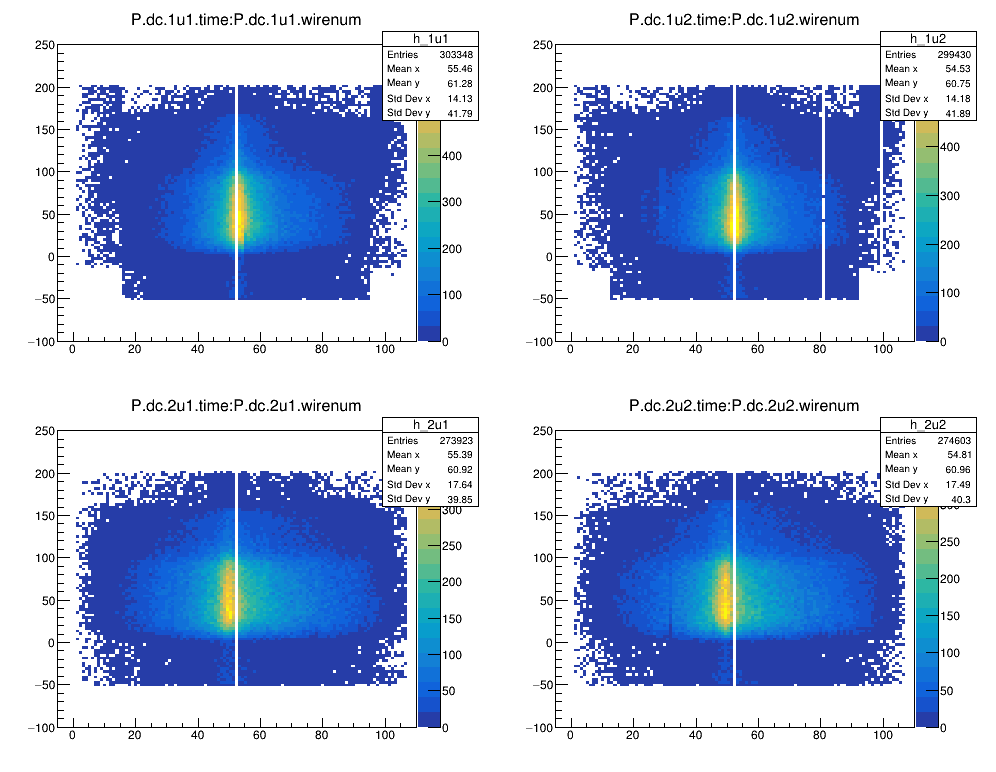 P.dc.1u1.time:P.dc.1u1.wirenum
h_1u1
Entries 303348
Mean x 55.46
Mean y 61.28
Std Dev x 14.13
Std Dev y 41.79
250
200
150
100
50
0
−50
−100
0 20 40 60 80 100
400
300
200
100
0
P.dc.1u2.time:P.dc.1u2.wirenum
h_1u2
Entries 299430
Mean x 54.53
Mean y 60.75
Std Dev x 14.18
Std Dev y 41.89
250
200
150
100
50
0
−50
−100
0 20 40 60 80 100
400
300
200
100
0
P.dc.2u1.time:P.dc.2u1.wirenum
h_2u1
Entries 273923
Mean x 55.39
Mean y 60.92
Std Dev x 17.64
Std Dev y 39.85
250
200
150
100
50
0
−50
−100
0 20 40 60 80 100
300
250
200
150
100
50
0
P.dc.2u2.time:P.dc.2u2.wirenum
h_2u2
Entries 274603
Mean x 54.81
Mean y 60.96
Std Dev x 17.49
Std Dev y 40.3
250
200
150
100
50
0
−50
−100
0 20 40 60 80 100
300
250
200
150
100
50
0